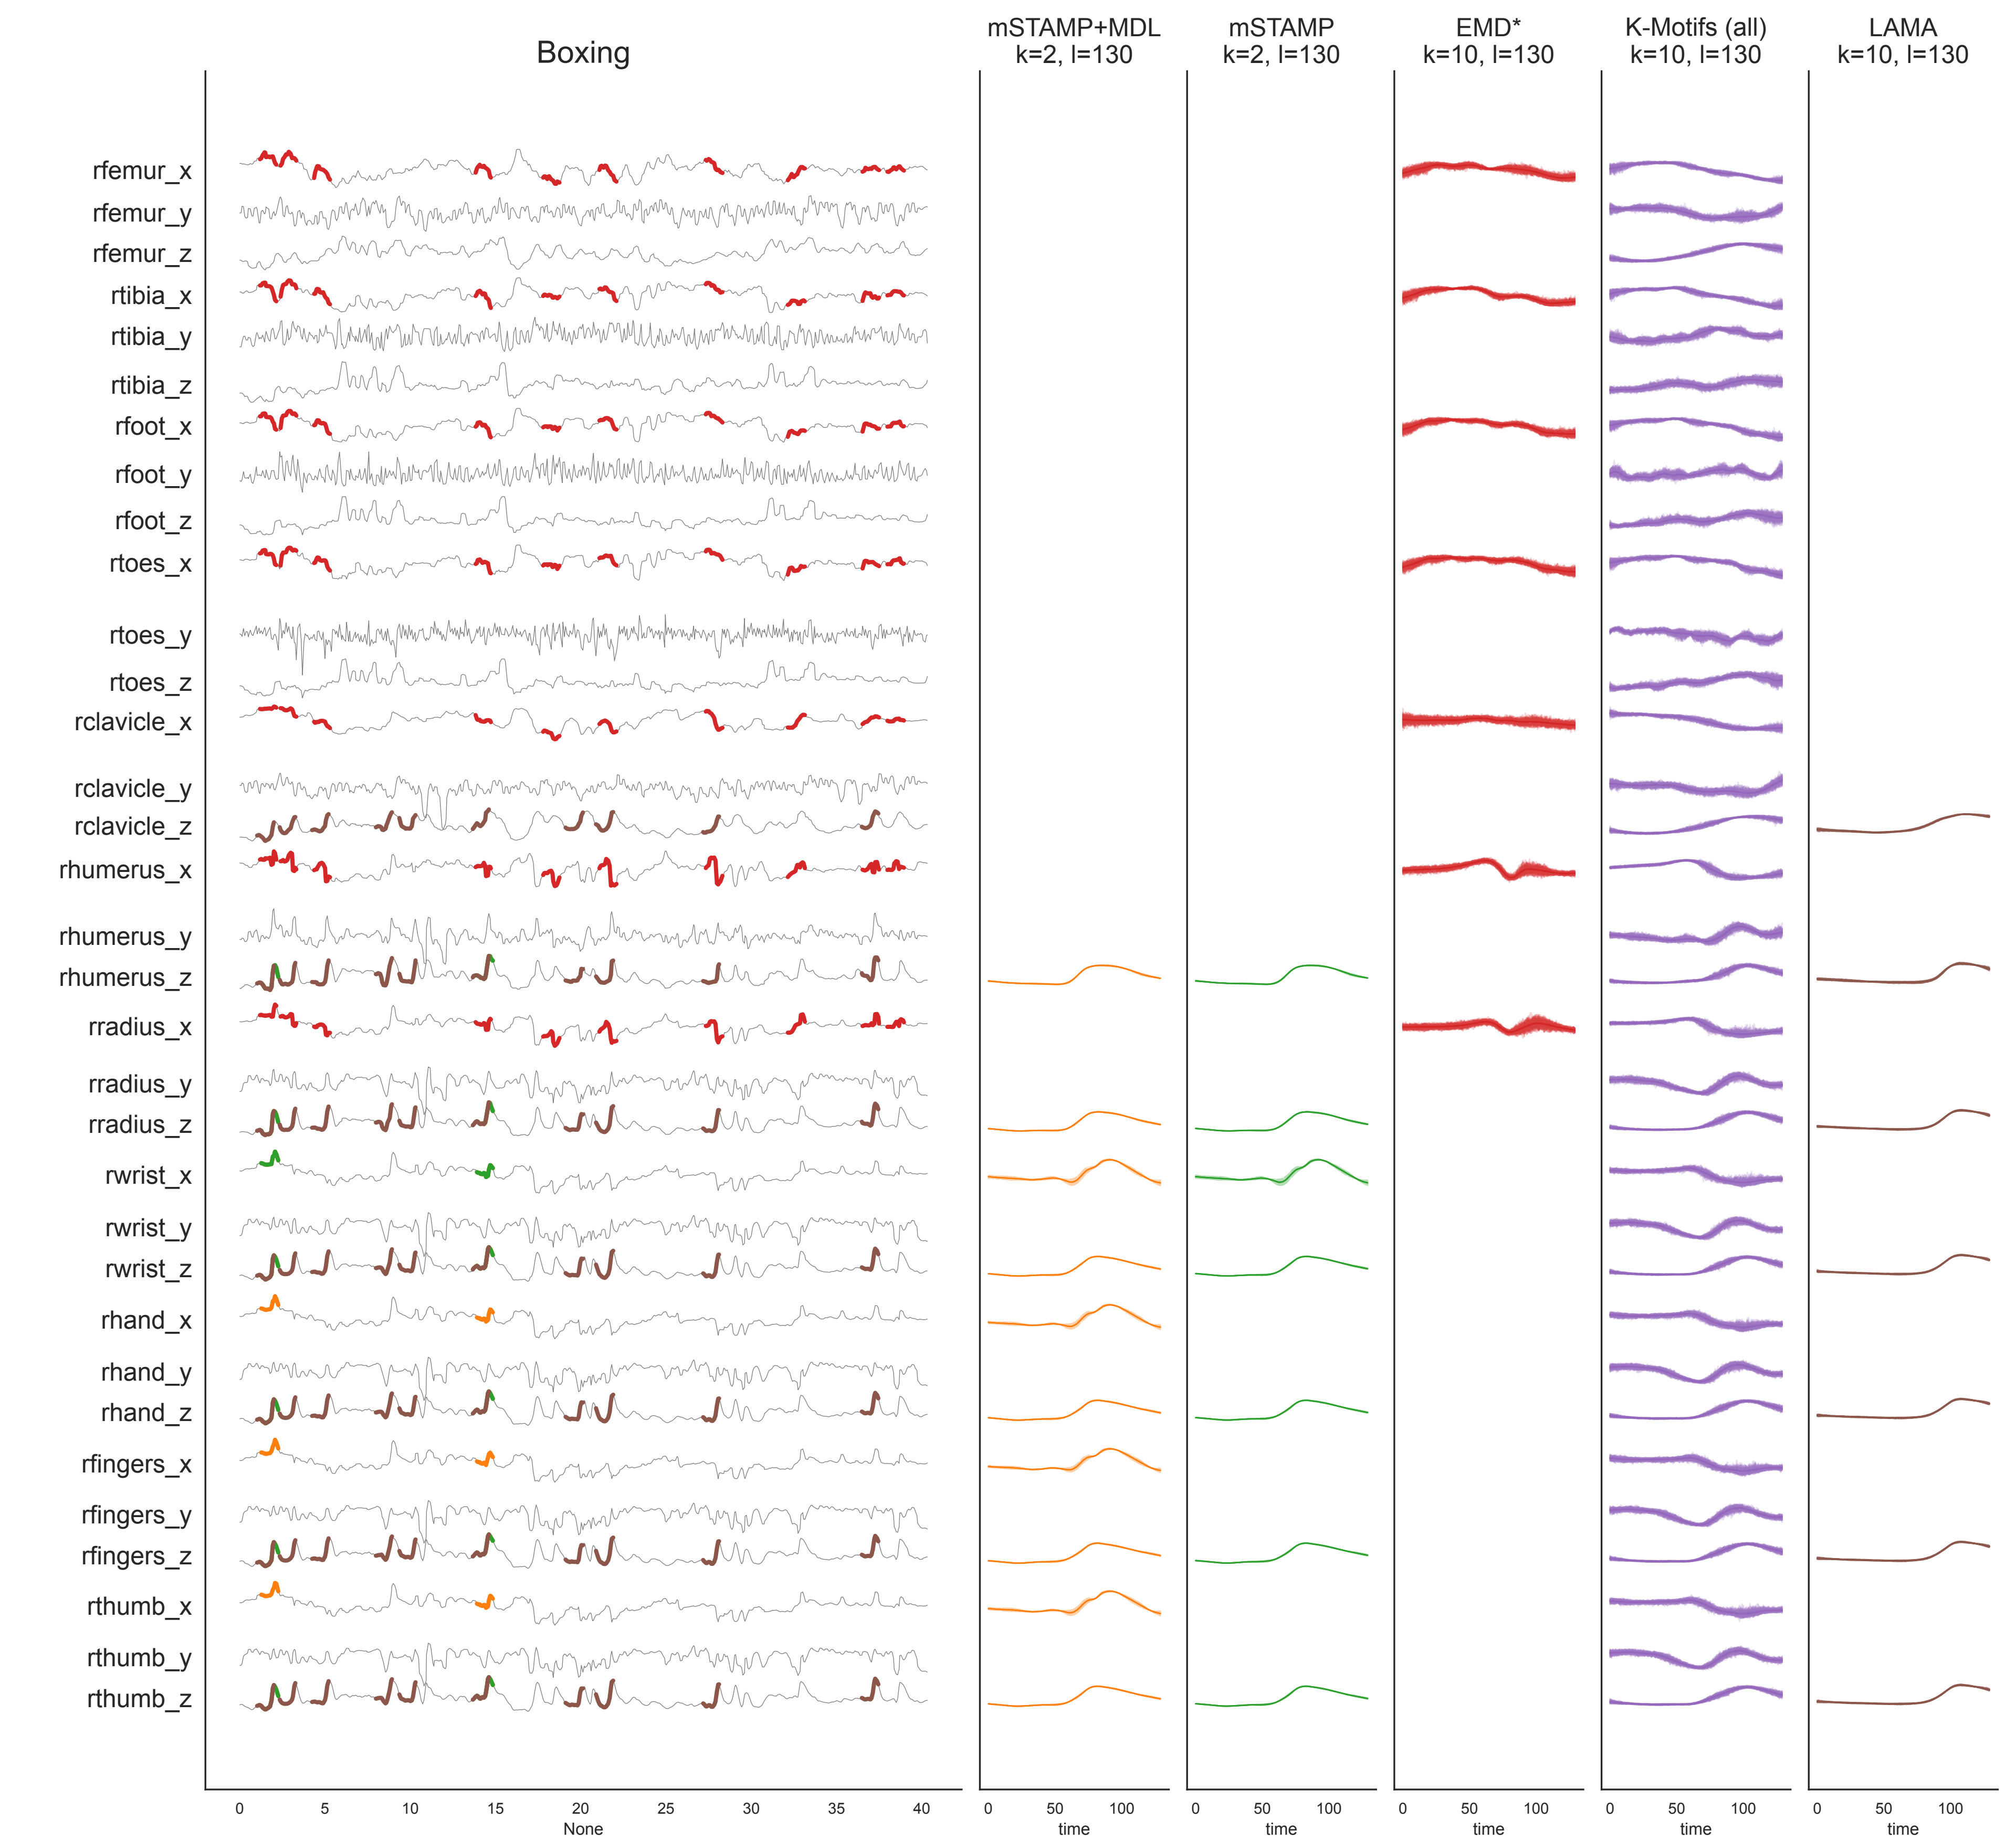 Boxing
mSTAMP+MDL
k=2, l=130
mSTAMP
k=2, l=130
EMD*
k=10, l=130
K-Motifs (all)
k=10, l=130
LAMA
k=10, l=130
rfemur_x
rfemur_y
rfemur_z
rtibia_x
rtibia_y
rtibia_z
rfoot_x
rfoot_y
rfoot_z
rtoes_x
rtoes_y
rtoes_z
rclavicle_x
rclavicle_y
rclavicle_z
rhumerus_x
rhumerus_y
rhumerus_z
rradius_x
rradius_y
rradius_z
rwrist_x
rwrist_y
rwrist_z
rhand_x
rhand_y
rhand_z
rfingers_x
rfingers_y
rfingers_z
rthumb_x
rthumb_y
rthumb_z
0 5 10 15 20 25 30 35 40
None
0 50 100
time
0 50 100
time
0 50 100
time
0 50 100
time
0 50 100
time